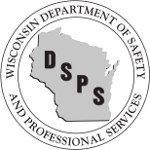 WISCONSIN DEPARTMENT OF SAFETY
DSPS
AND PROFESSIONAL SERVICES